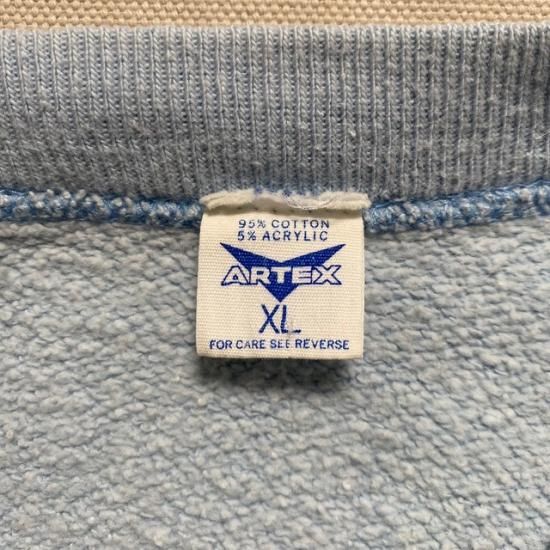 95% COTTON
5% ACRYLIC
ARTEX
XL
FOR CARE SEE REVERSE